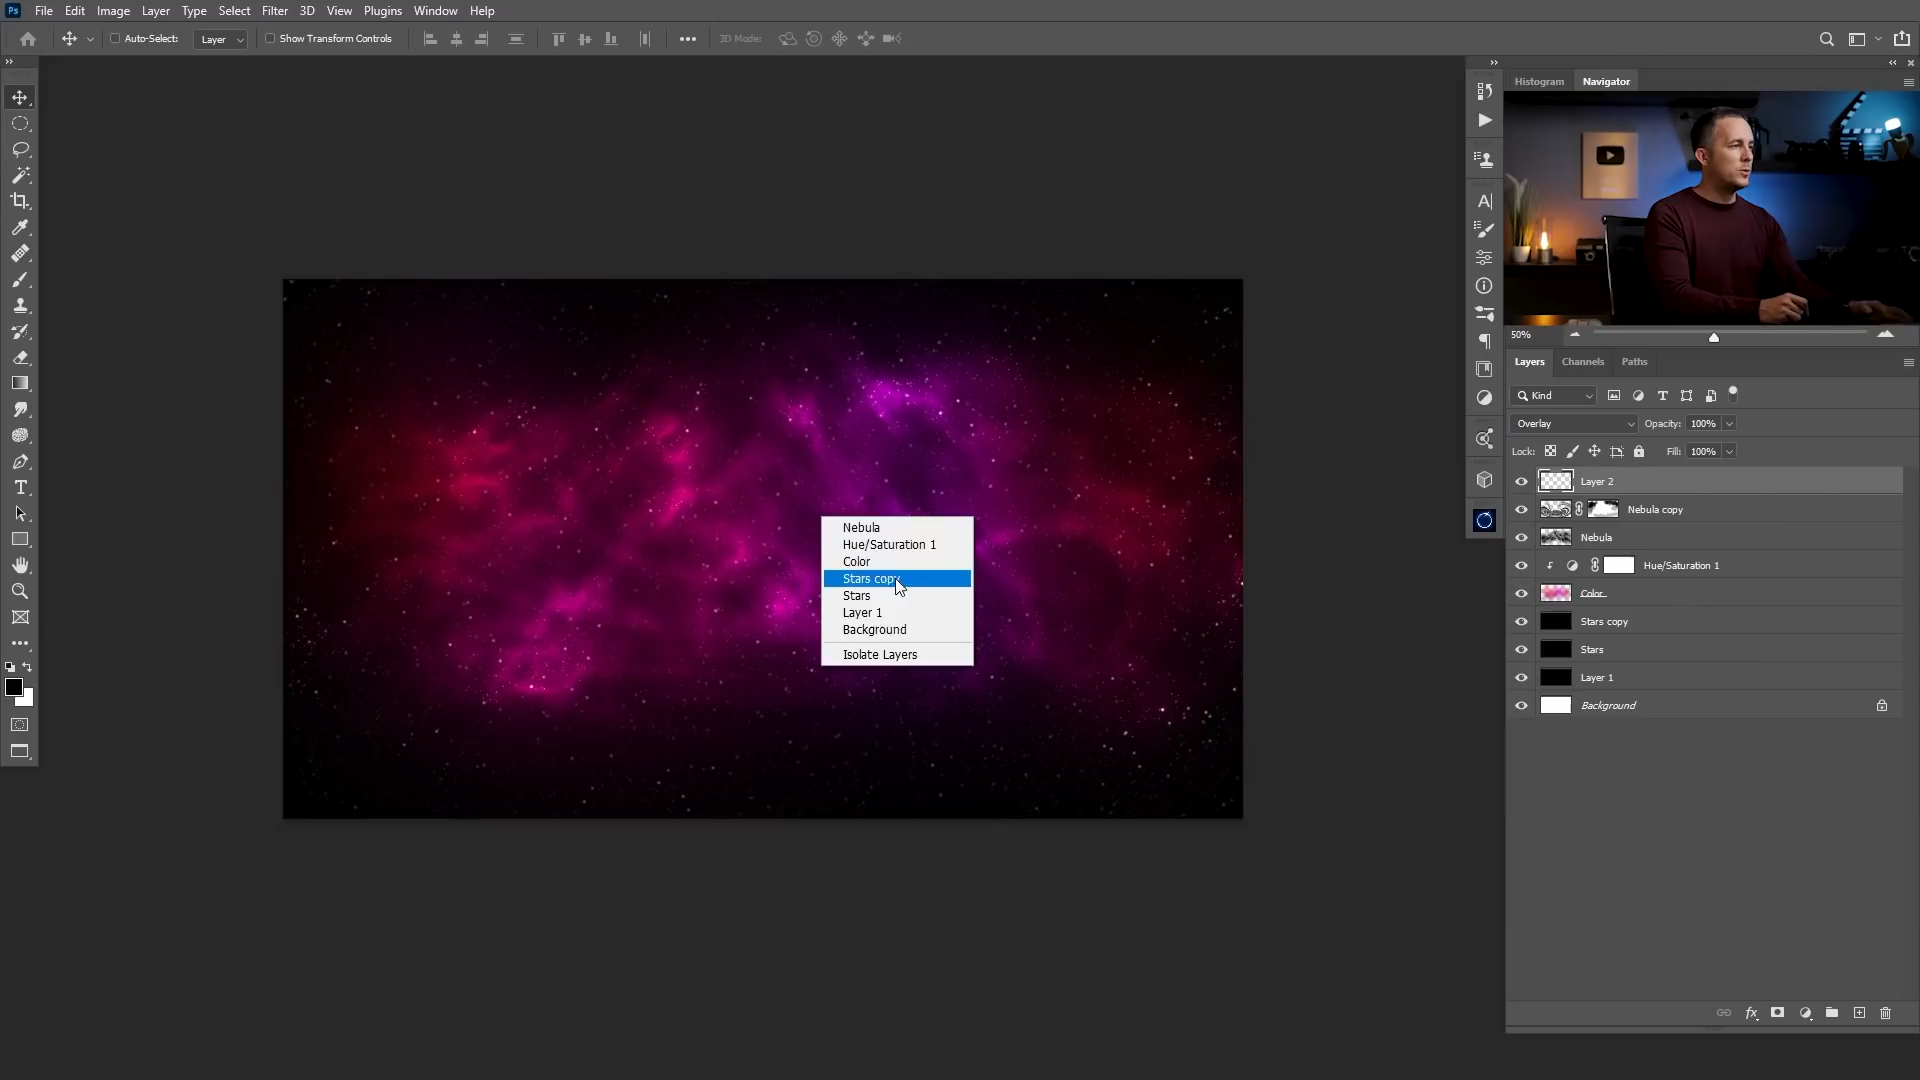 Ps File Edit Image Layer Type Select Filter 3D View Plugins Window Help
Auto-Select: Layer Show Transform Controls 3D Mode:
Histogram Navigator
50%
Layers Channels Paths
Kind
Overlay Opacity: 100%
Lock: Fill: 100%
Layer 2
Nebula copy
Nebula
Hue/Saturation 1
Color
Stars copy
Stars
Layer 1
Background
Nebula
Hue/Saturation 1
Color
Stars copy
Stars
Layer 1
Background
Isolate Layers